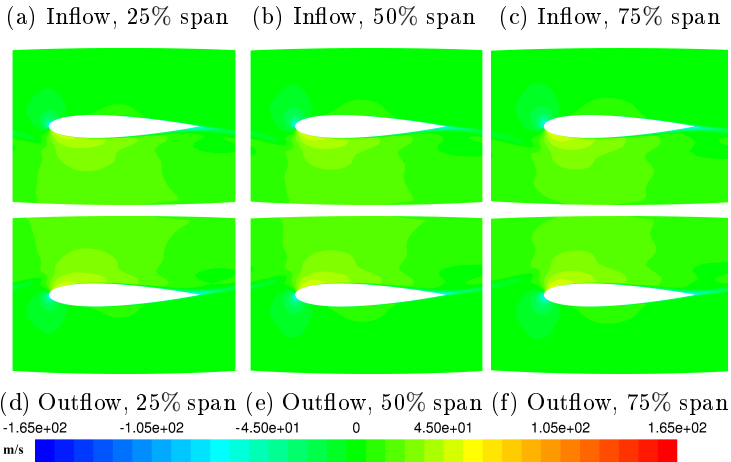 (a) Inflow, 25% span (b) Inflow, 50% span (c) Inflow, 75% span
(d) Outflow, 25% span (e) Outflow, 50% span (f) Outflow, 75% span
-1.65e+02 -1.05e+02 -4.50e+01 0 4.50e+01 1.05e+02 1.65e+02
m/s